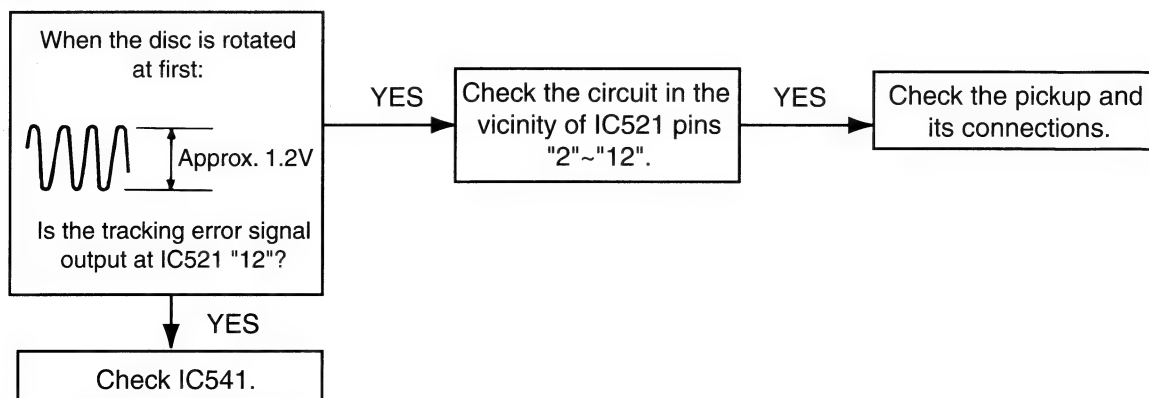 When the disc is rotated
at first:
Approx. 1.2V
Is the tracking error signal
output at IC521 "12"?
YES
Check the circuit in the
vicinity of IC521 pins
"2"~"12".
YES
Check the pickup and
its connections.
YES
Check IC541.